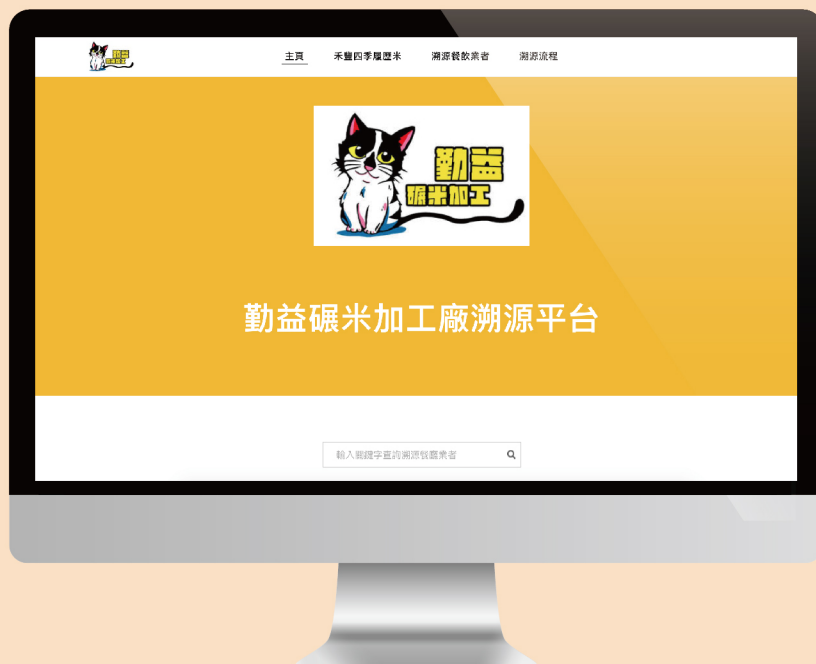 勤益
碾米加工
主頁 禾豐四季履歷米 溯源餐飲業者 溯源流程
勤益
碾米加工
勤益碾米加工廠溯源平台
輸入關鍵字查詢溯源餐廳業者